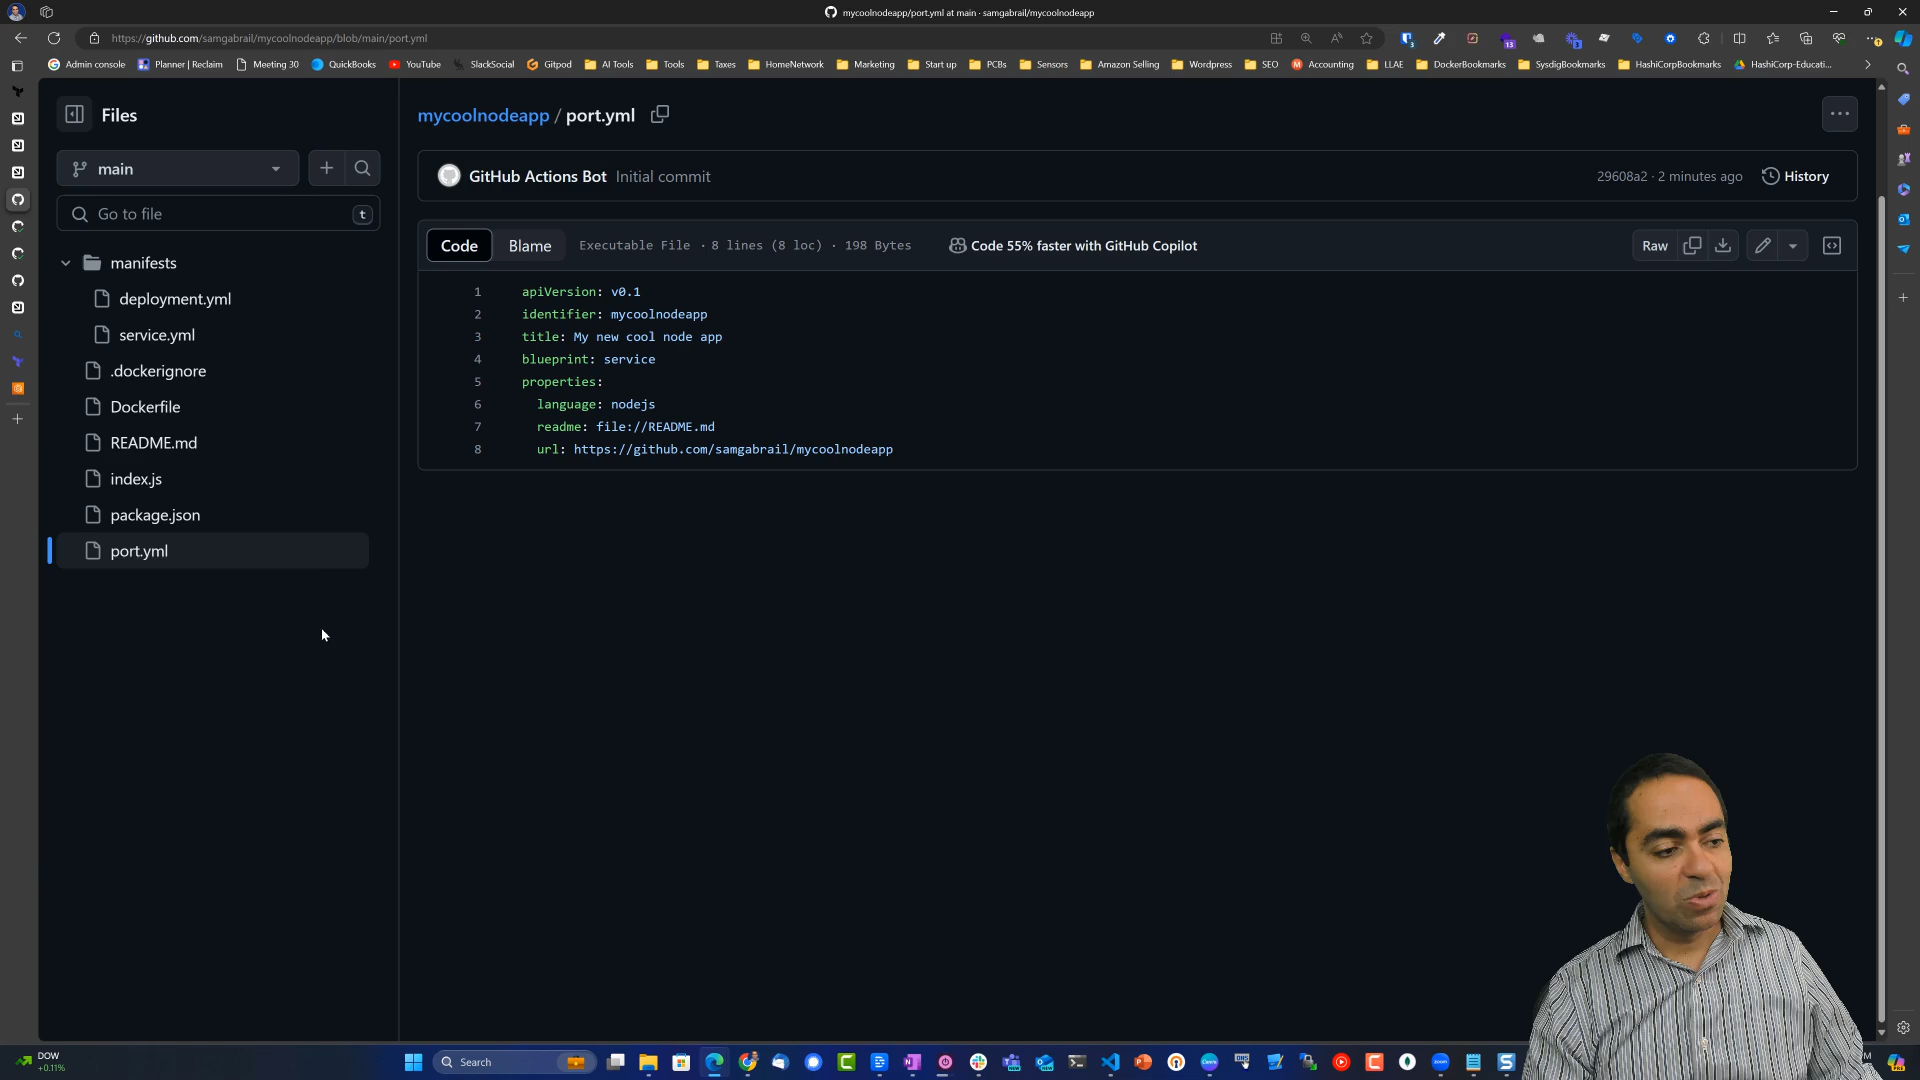 mycoolnodeapp/port.yml at main · samgabrail/mycoolnodeapp
https://github.com/samgabrail/mycoolnodeapp/blob/main/port.yml
Admin console
Planner | Reclaim
Meeting 30
QuickBooks
YouTube
SlackSocial
Gitpod
AI Tools
Tools
Taxes
HomeNetwork
Marketing
Start up
PCBs
Sensors
Amazon Selling
Wordpress
SEO
Accounting
LLAE
DockerBookmarks
SysdigBookmarks
HashiCorpBookmarks
HashiCorp-Educati...
Files
mycoolnodeapp / port.yml
main
GitHub Actions Bot Initial commit
29608a2 · 2 minutes ago
History
Go to file
t
Code
Blame
Executable File · 8 lines (8 loc) · 198 Bytes
Code 55% faster with GitHub Copilot
Raw
manifests
deployment.yml
service.yml
.dockerignore
Dockerfile
README.md
index.js
package.json
port.yml
1 apiVersion: v0.1
2 identifier: mycoolnodeapp
3 title: My new cool node app
4 blueprint: service
5 properties:
6 language: nodejs
7 readme: file://README.md
8 url: https://github.com/samgabrail/mycoolnodeapp
DOW
+0.11%
Search